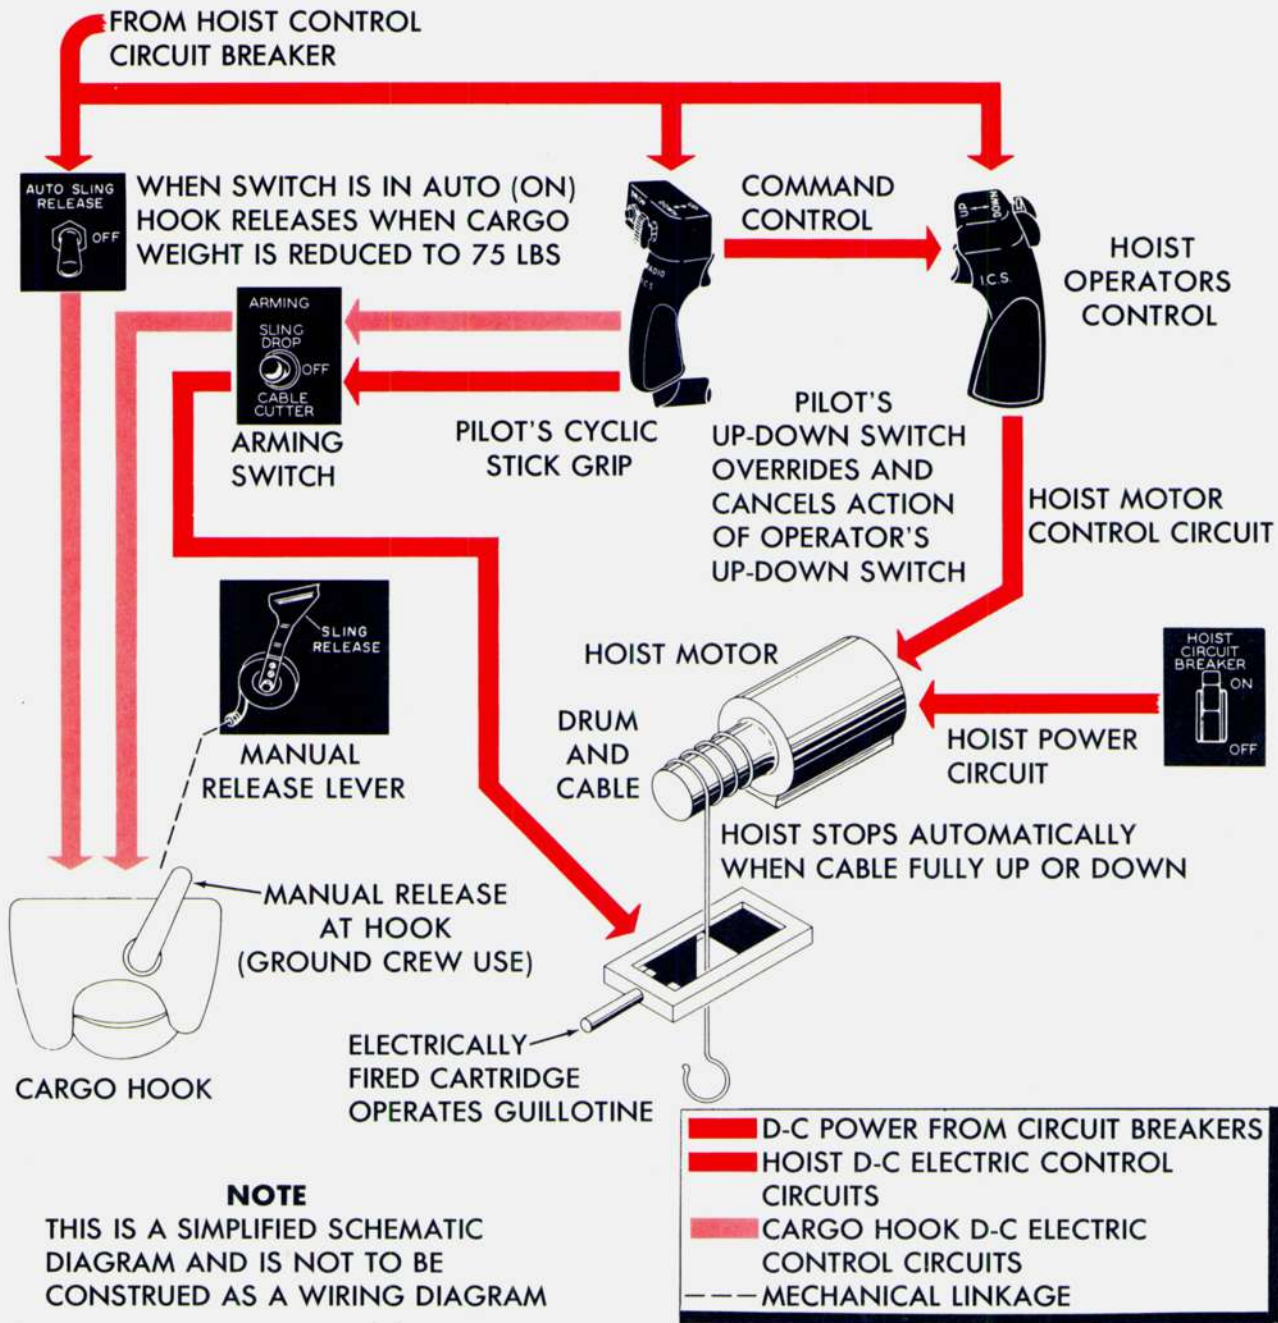 FROM HOIST CONTROL
CIRCUIT BREAKER
AUTO SLING
RELEASE
OFF
WHEN SWITCH IS IN AUTO (ON)
HOOK RELEASES WHEN CARGO
WEIGHT IS REDUCED TO 75 LBS
COMMAND
CONTROL
UP
DOWN
I.C.S.
HOIST
OPERATORS
CONTROL
DOWN
UP
RADIO
ICS
ARMING
SLING
DROP
OFF
CABLE
CUTTER
ARMING
SWITCH
PILOT'S CYCLIC
STICK GRIP
PILOT'S
UP-DOWN SWITCH
OVERRIDES AND
CANCELS ACTION
OF OPERATOR'S
UP-DOWN SWITCH
HOIST MOTOR
CONTROL CIRCUIT
SLING
RELEASE
MANUAL
RELEASE LEVER
HOIST MOTOR
DRUM
AND
CABLE
HOIST
CIRCUIT
BREAKER
ON
OFF
HOIST POWER
CIRCUIT
HOIST STOPS AUTOMATICALLY
WHEN CABLE FULLY UP OR DOWN
MANUAL RELEASE
AT HOOK
(GROUND CREW USE)
CARGO HOOK
ELECTRICALLY
FIRED CARTRIDGE
OPERATES GUILLOTINE
NOTE
THIS IS A SIMPLIFIED SCHEMATIC
DIAGRAM AND IS NOT TO BE
CONSTRUED AS A WIRING DIAGRAM
D-C POWER FROM CIRCUIT BREAKERS
HOIST D-C ELECTRIC CONTROL
CIRCUITS
CARGO HOOK D-C ELECTRIC
CONTROL CIRCUITS
MECHANICAL LINKAGE